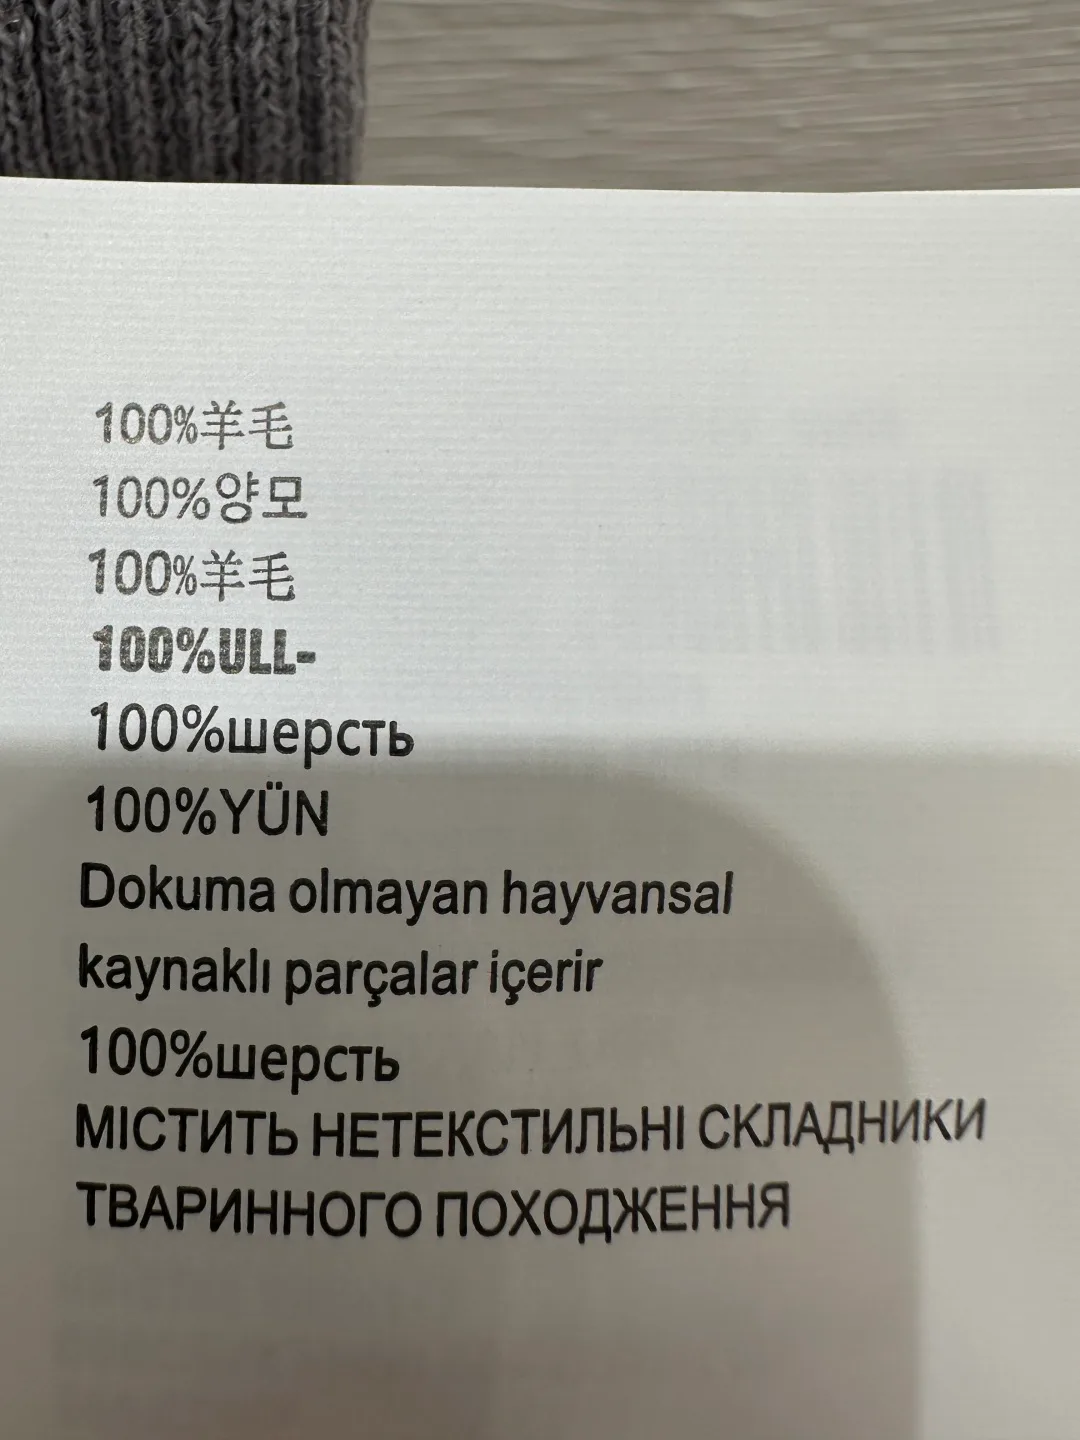 100%羊毛
100%양모
100%羊毛
100%ULL-
100%шерсть
100%YÜN
Dokuma olmayan hayvansal
kaynaklı parçalar içerir
100%шерсть
МІСТИТЬ НЕТЕКСТИЛЬНІ СКЛАДНИКИ
ТВАРИННОГО ПОХОДЖЕННЯ